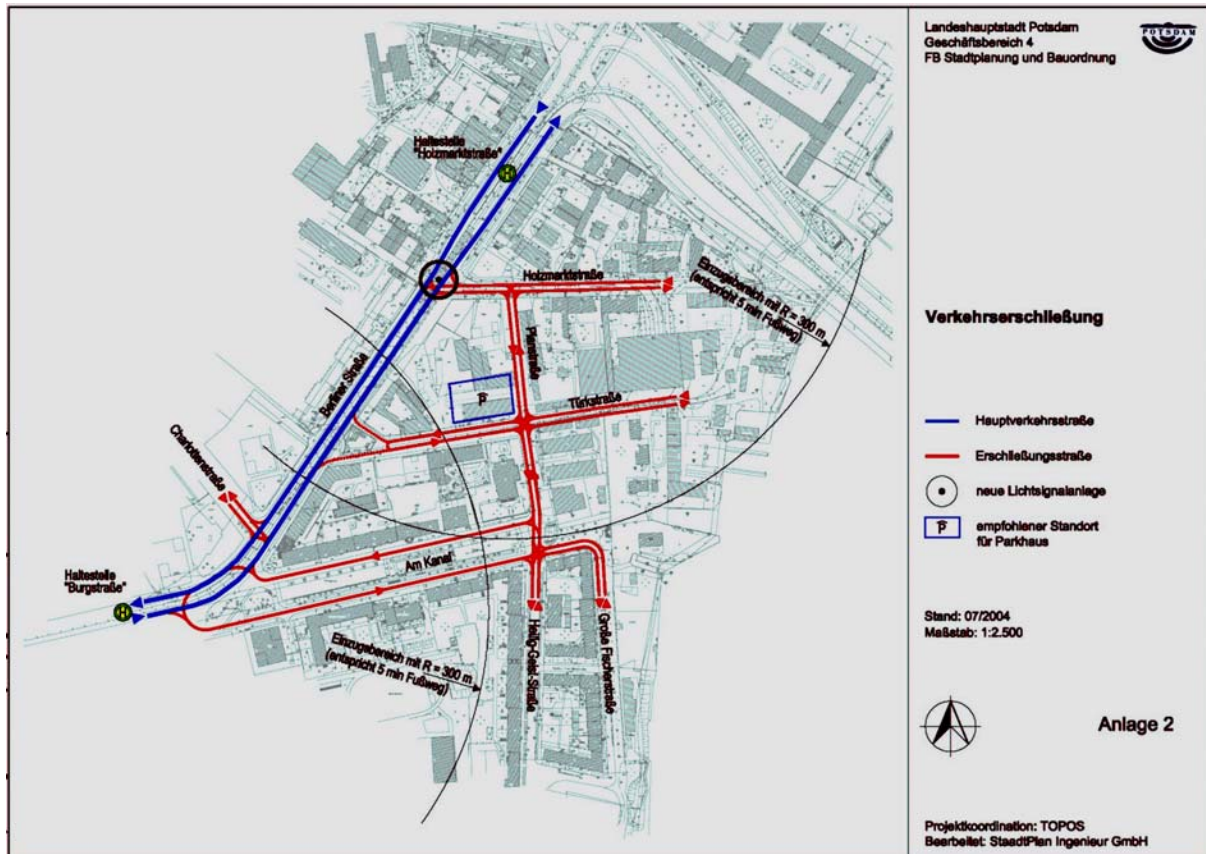 Landeshauptstadt Potsdam
Geschäftsbereich 4
FB Stadtplanung und Bauordnung
POTSDAM
Haltestelle
"Holzmarktstraße"
Holzmarktstraße
Einzugsbereich mit R = 300 m
(entspricht 5 min Fußweg)
Planstraße
Berliner Straße
P
Türkstraße
Charlottenstraße
Am Kanal
Haltestelle
"Burgstraße"
H
H
Einzugsbereich mit R = 300 m
(entspricht 5 min Fußweg)
Heilig-Geist-Straße
Große Fischerstraße
Verkehrserschließung
Hauptverkehrsstraße
Erschließungsstraße
neue Lichtsignalanlage
P
empfohlener Standort
für Parkhaus
Stand: 07/2004
Maßstab: 1:2.500
Anlage 2
Projektkoordination: TOPOS
Bearbeitet: StaadtPlan Ingenieur GmbH